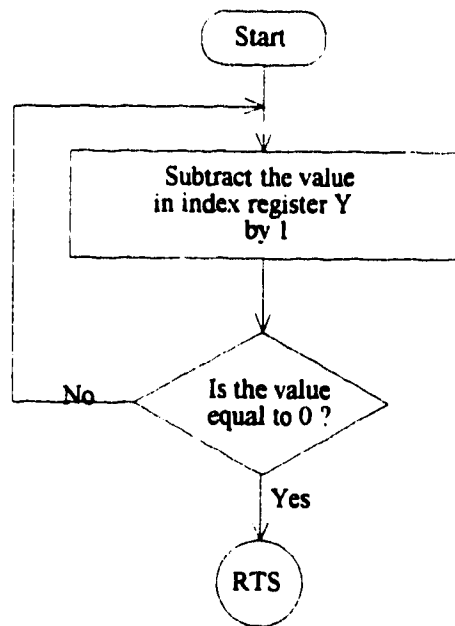 Start
Subtract the value
in index register Y
by 1
Is the value
equal to 0 ?
No
Yes
RTS